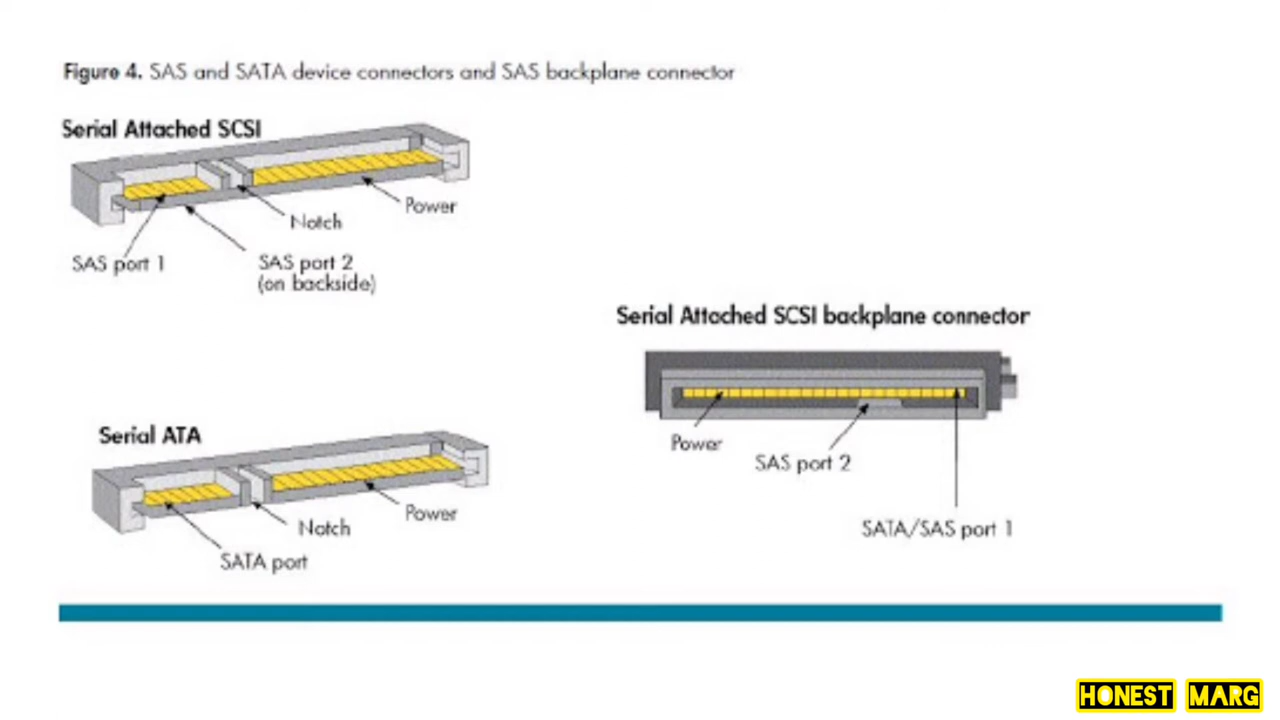 Figure 4. SAS and SATA device connectors and SAS backplane connector
Serial Attached SCSI
Power
Notch
SAS port 1
SAS port 2
(on backside)
Serial Attached SCSI backplane connector
Power
SAS port 2
SATA/SAS port 1
Serial ATA
Power
Notch
SATA port
HONEST MARG